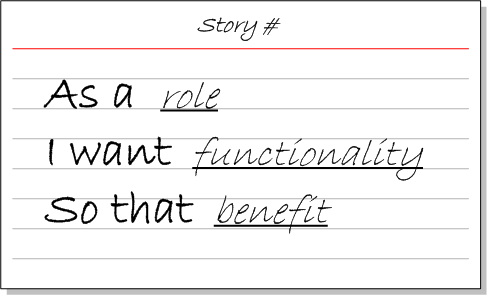 Story #
As a role
I want functionality
So that benefit